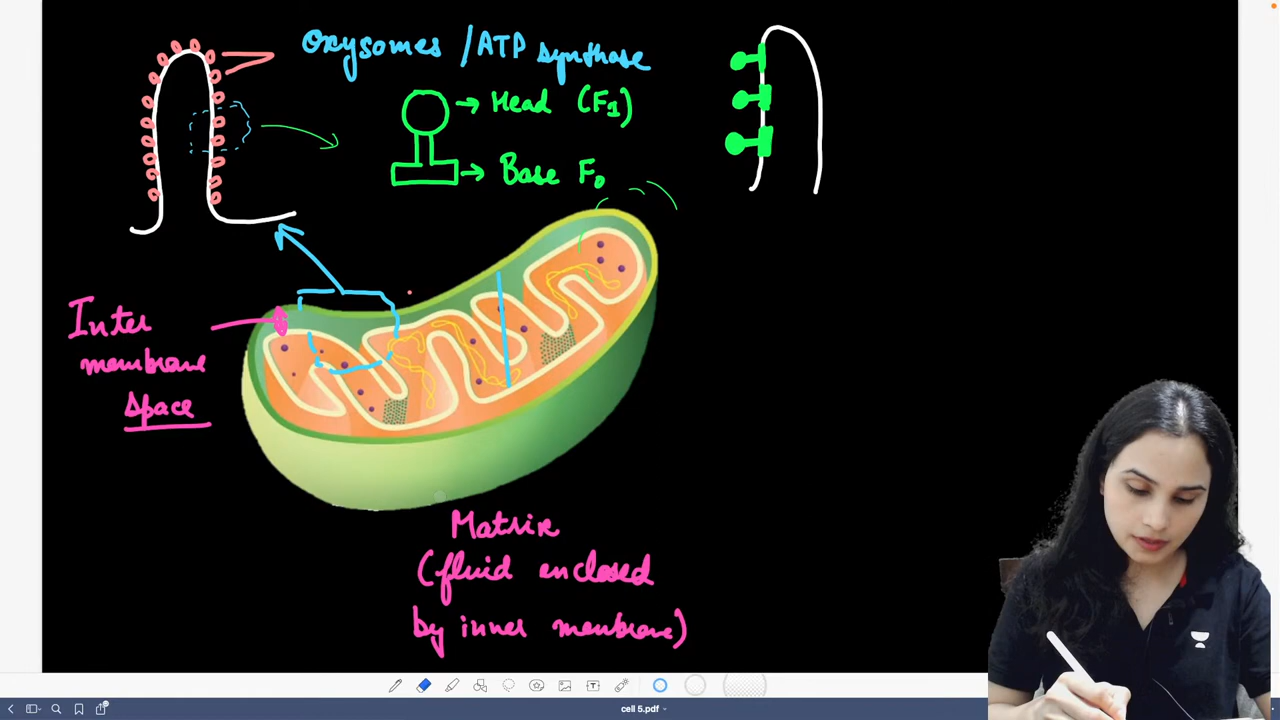 Oxysomes / ATP synthase
Head (F1)
Base F0
Inter
membrane
Space
Matrix
(fluid enclosed
by inner membrane)
cell 5.pdf